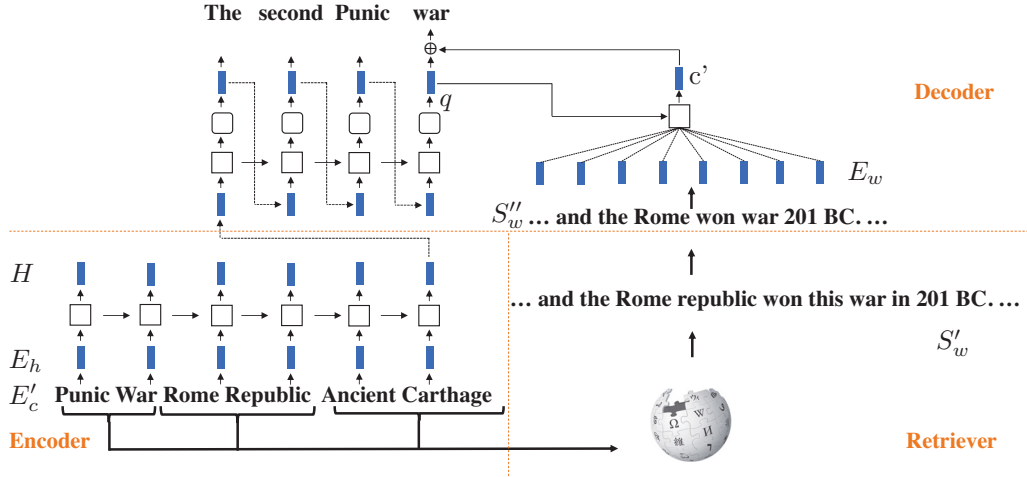 The second Punic war
⊕
c'
Decoder
q
E_w
S''_w ... and the Rome won war 201 BC. ...
H
... and the Rome republic won this war in 201 BC. ...
S'_w
E_h
E'_c Punic War Rome Republic Ancient Carthage
Ω W И
Encoder
Retriever